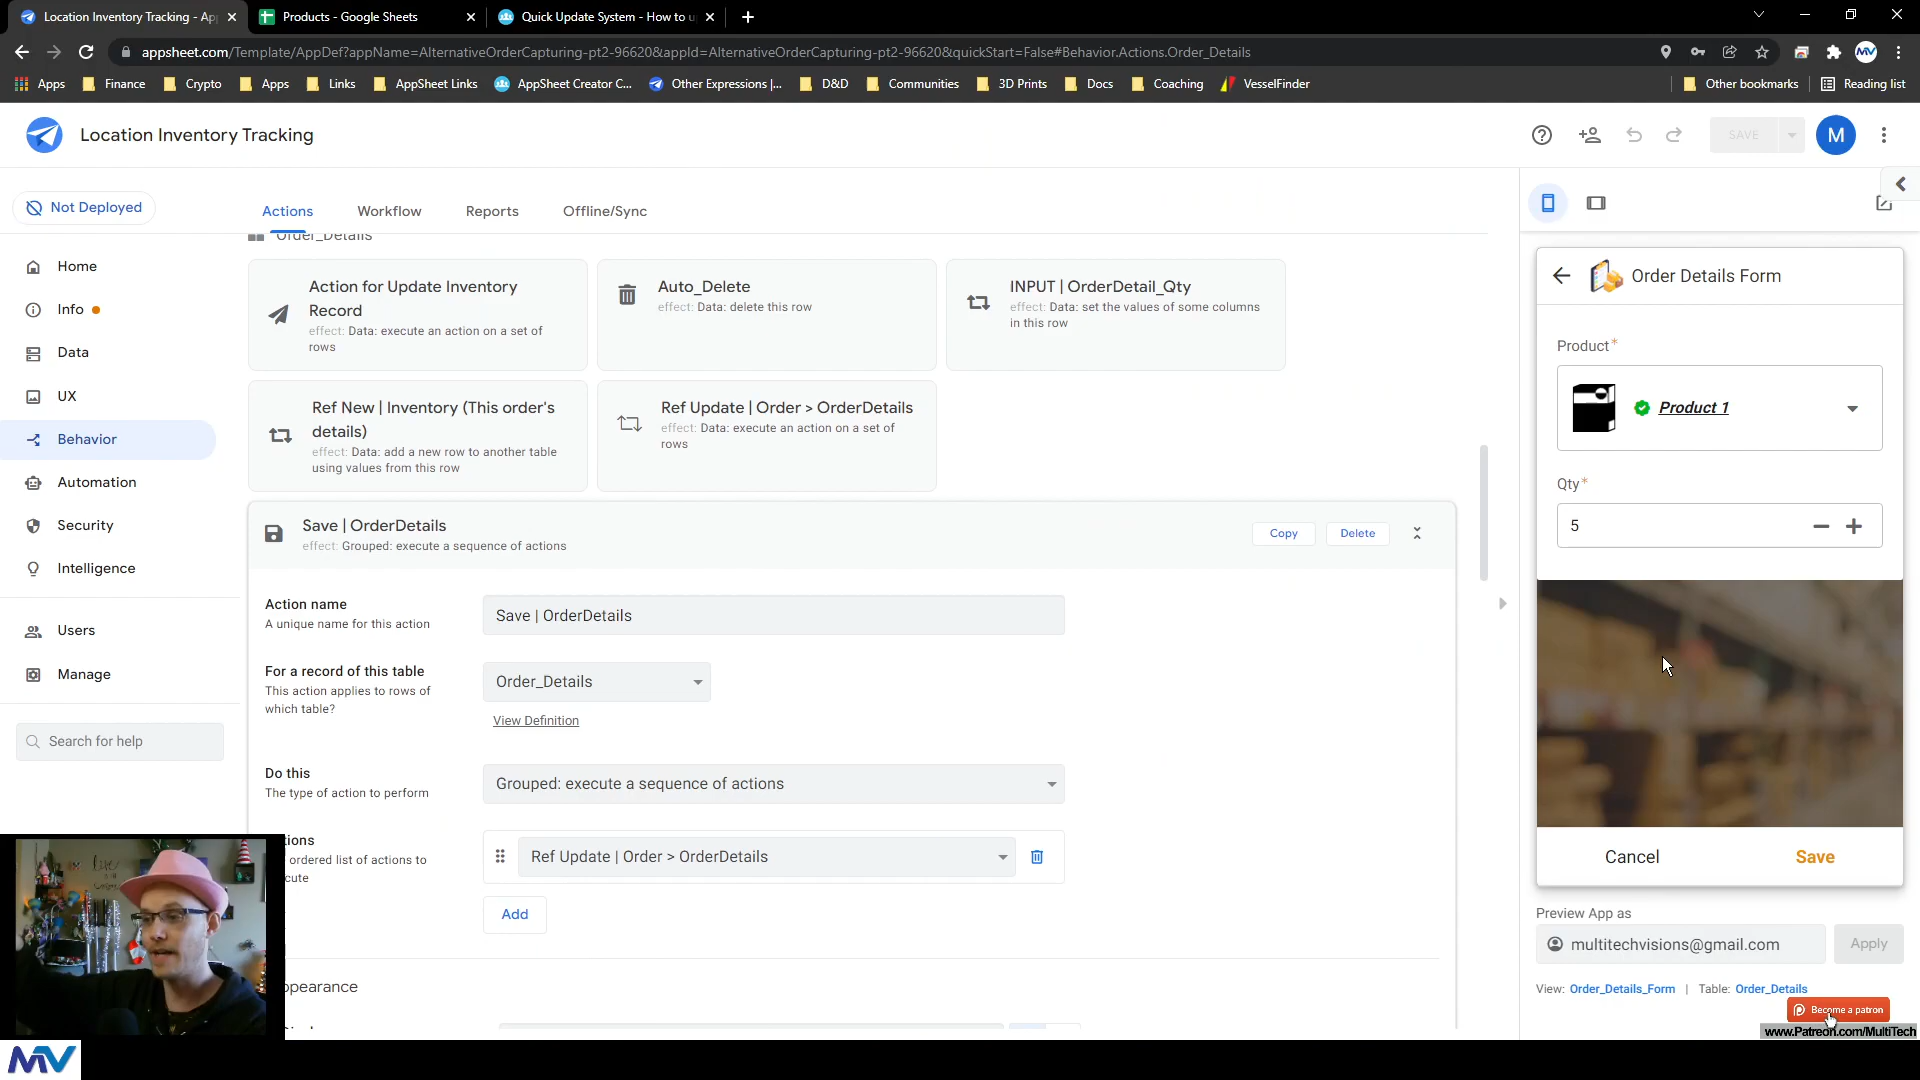 Location Inventory Tracking - Ap
Products - Google Sheets
Quick Update System - How to u
appsheet.com/Template/AppDef?appName=AlternativeOrderCapturing-pt2-96620&appId=AlternativeOrderCapturing-pt2-96620&quickStart=False#Behavior.Actions.Order_Details
Apps
Finance
Crypto
Apps
Links
AppSheet Links
AppSheet Creator C...
Other Expressions |...
D&D
Communities
3D Prints
Docs
Coaching
VesselFinder
Other bookmarks
Reading list
Location Inventory Tracking
SAVE
M
Not Deployed
Actions
Workflow
Reports
Offline/Sync
Home
Info
Data
UX
Behavior
Automation
Security
Intelligence
Users
Manage
Search for help
Order_Details
Action for Update Inventory
Record
effect: Data: execute an action on a set of
rows
Auto_Delete
effect: Data: delete this row
INPUT | OrderDetail_Qty
effect: Data: set the values of some columns
in this row
Ref New | Inventory (This order's
details)
effect: Data: add a new row to another table
using values from this row
Ref Update | Order > OrderDetails
effect: Data: execute an action on a set of
rows
Save | OrderDetails
effect: Grouped: execute a sequence of actions
Copy
Delete
Action name
A unique name for this action
Save | OrderDetails
For a record of this table
This action applies to rows of
which table?
Order_Details
View Definition
Do this
The type of action to perform
Grouped: execute a sequence of actions
tions
ordered list of actions to
cute
Ref Update | Order > OrderDetails
Add
ppearance
Order Details Form
Product*
Product 1
Qty*
5
Cancel
Save
Preview App as
multitechvisions@gmail.com
Apply
View: Order_Details_Form | Table: Order_Details
Become a patron
www.Patreon.com/MultiTech
MV